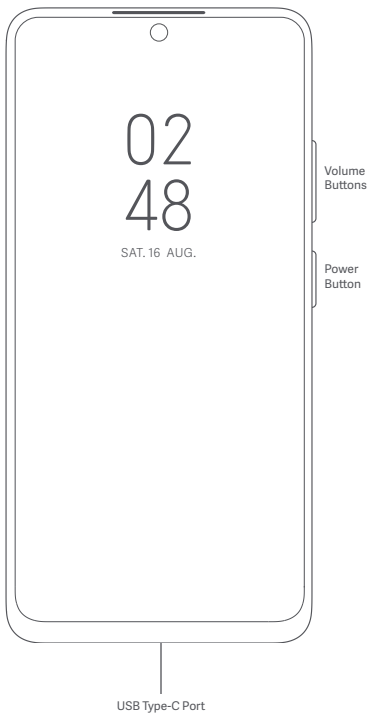 02
48
SAT. 16 AUG.
Volume
Buttons
Power
Button
USB Type-C Port